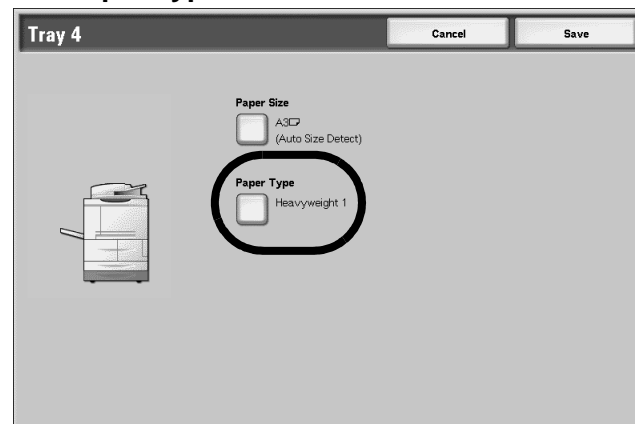 Tray 4
Cancel
Save
Paper Size
A3
(Auto Size Detect)
Paper Type
Heavyweight 1